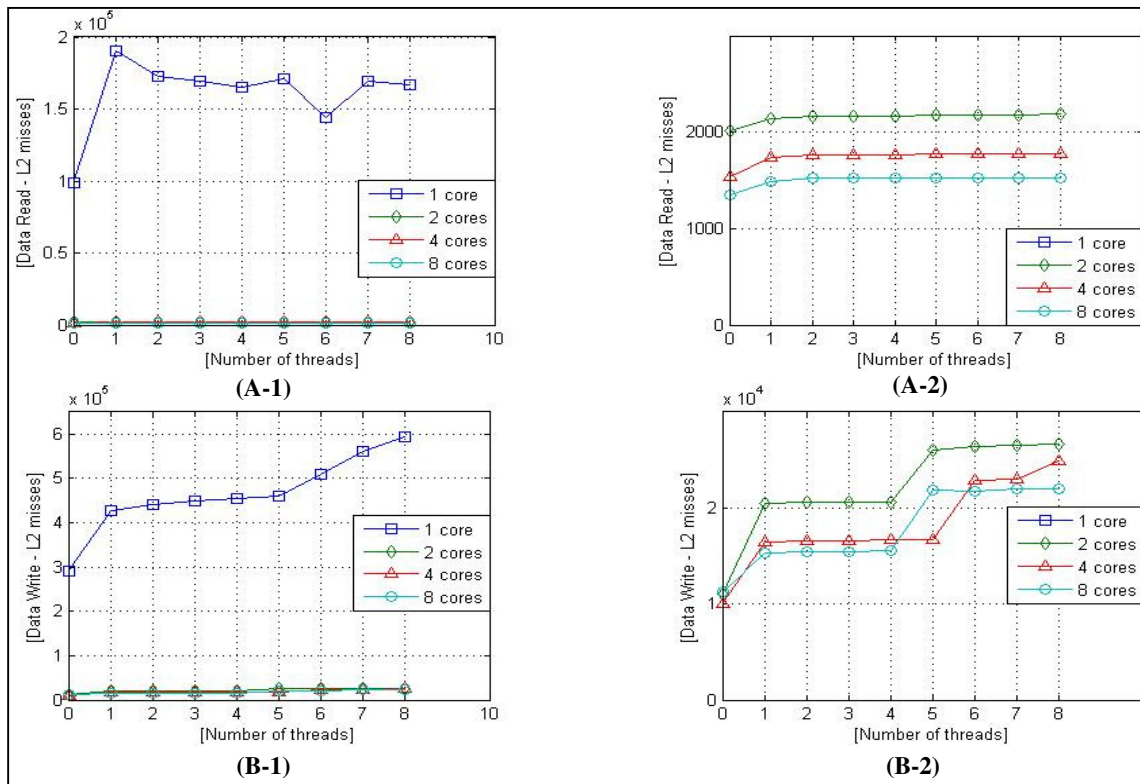 x 10^5
[Data Read - L2 misses]
2
1.5
1
0.5
0
0 1 2 3 4 5 6 7 8 10
[Number of threads]
1 core
2 cores
4 cores
8 cores
(A-1)
[Data Read - L2 misses]
2000
1000
0
0 1 2 3 4 5 6 7 8
[Number of threads]
1 core
2 cores
4 cores
8 cores
(A-2)
x 10^5
[Data Write - L2 misses]
6
5
4
3
2
1
0
0 1 2 3 4 5 6 7 8 10
[Number of threads]
1 core
2 cores
4 cores
8 cores
(B-1)
x 10^4
[Data Write - L2 misses]
2
1
0
0 1 2 3 4 5 6 7 8
[Number of threads]
1 core
2 cores
4 cores
8 cores
(B-2)